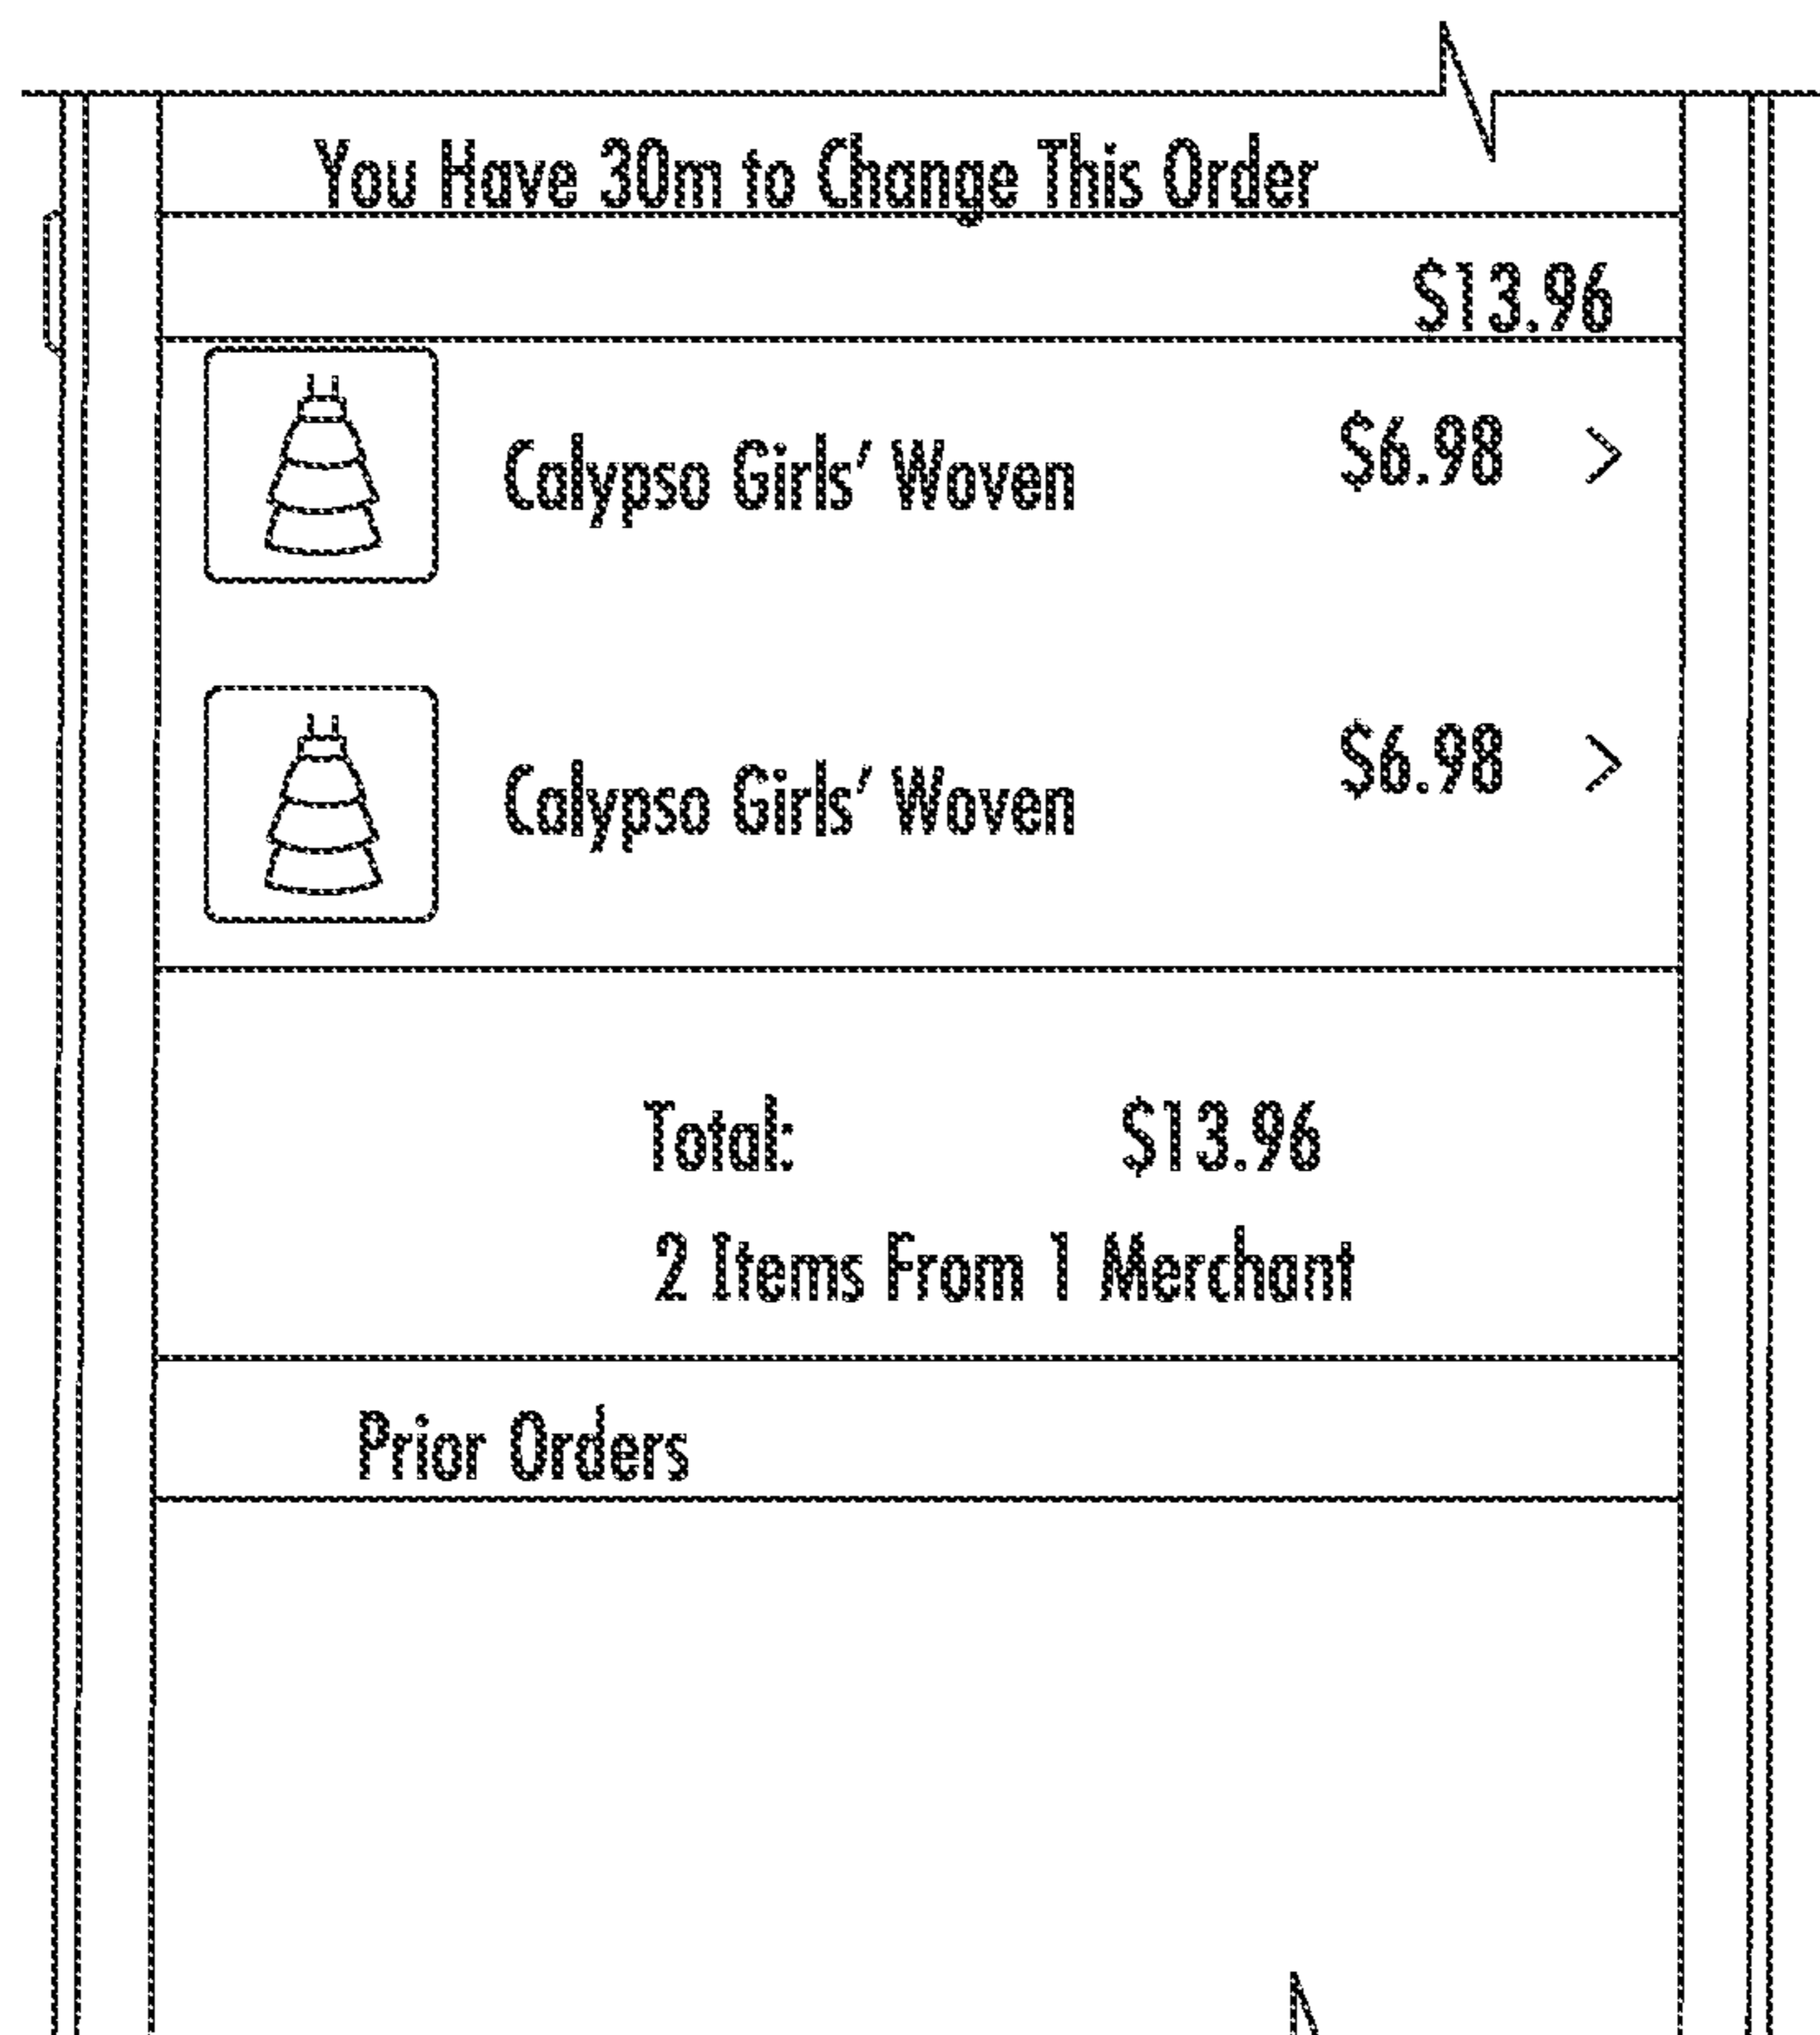 You Have 30m to Change This Order
$13.96
Calypso Girls' Woven $6.98 >
Calypso Girls' Woven $6.98 >
Total: $13.96
2 Items From 1 Merchant
Prior Orders